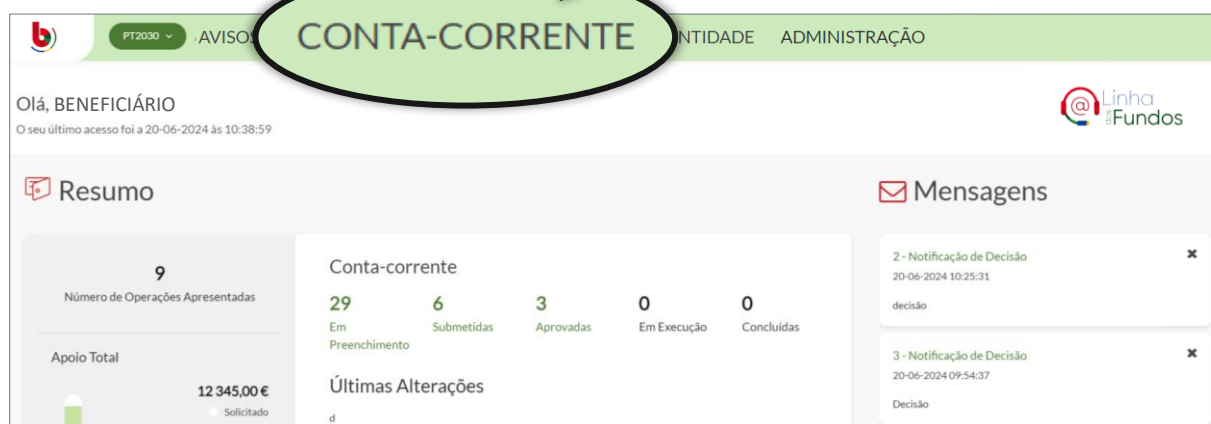 b
PT2030
AVISOS
CONTA-CORRENTE
NTIDADE
ADMINISTRAÇÃO
Olá, BENEFICIÁRIO
O seu último acesso foi a 20-06-2024 às 10:38:59
@ Linha
dos Fundos
Resumo
9
Número de Operações Apresentadas
Apoio Total
12 345,00 €
Solicitado
Conta-corrente
29
Em
Preenchimento
6
Submetidas
3
Aprovadas
0
Em Execução
0
Concluídas
Últimas Alterações
d
Mensagens
2 - Notificação de Decisão
20-06-2024 10:25:31
decisão
3 - Notificação de Decisão
20-06-2024 09:54:37
Decisão